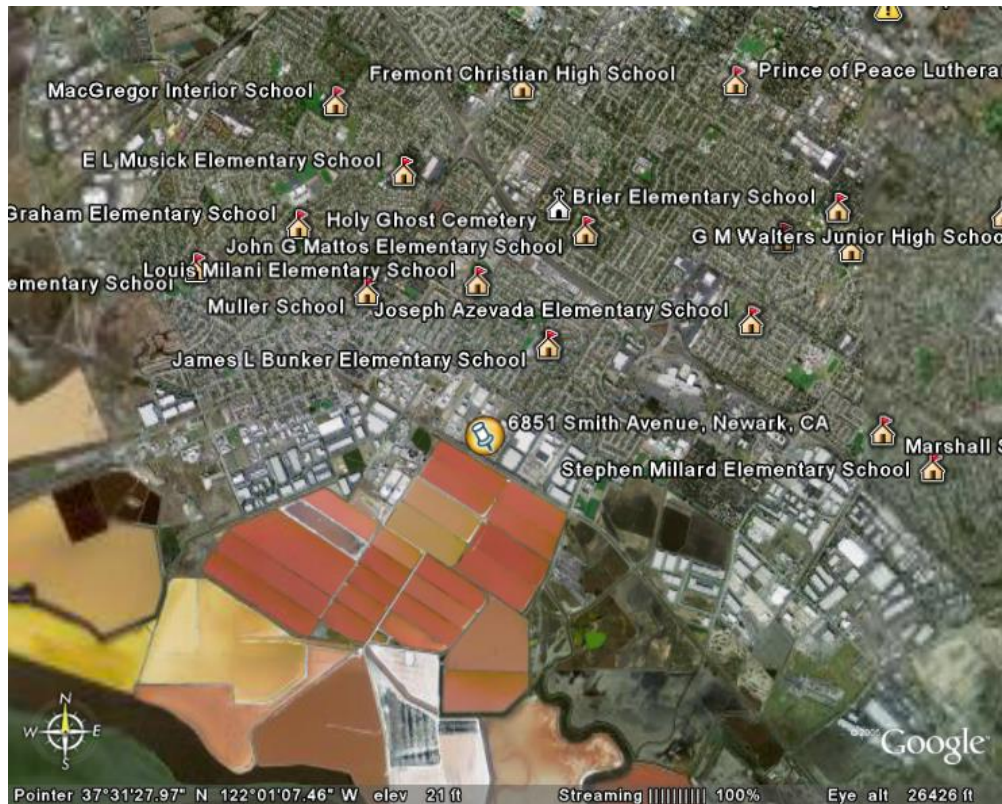 Fremont Christian High School
Prince of Peace Luthera
MacGregor Interior School
E L Musick Elementary School
Brier Elementary School
Graham Elementary School
Holy Ghost Cemetery
G M Walters Junior High Schoo
John G Mattos Elementary School
Louis Milani Elementary School
ementary School
Muller School
Joseph Azevada Elementary School
James L Bunker Elementary School
6851 Smith Avenue, Newark, CA
Marshall S
Stephen Millard Elementary School
N
W E
S
© 2005 Google™
Pointer 37°31'27.97" N 122°01'07.46" W elev 21 ft Streaming |||||||||| 100% Eye alt 26426 ft